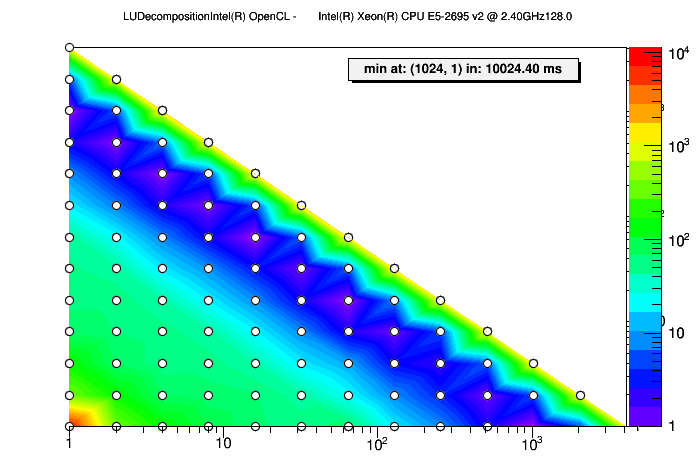 LUDecompositionIntel(R) OpenCL -       Intel(R) Xeon(R) CPU E5-2695 v2 @ 2.40GHz128.0
min at: (1024, 1) in: 10024.40 ms
10⁴
10³
10²
10
1
1 10 10² 10³